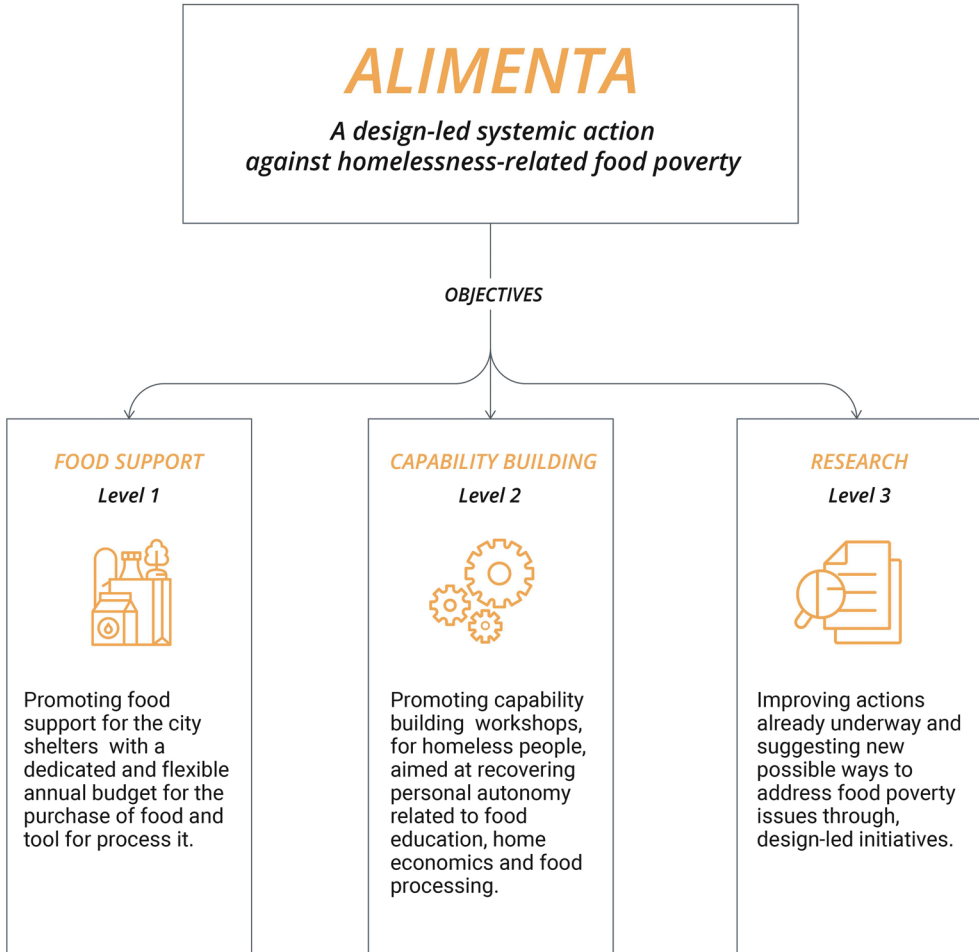 ALIMENTA
A design-led systemic action
against homelessness-related food poverty
OBJECTIVES
FOOD SUPPORT
Level 1
Promoting food
support for the city
shelters with a
dedicated and flexible
annual budget for the
purchase of food and
tool for process it.
CAPABILITY BUILDING
Level 2
Promoting capability
building workshops,
for homeless people,
aimed at recovering
personal autonomy
related to food
education, home
economics and food
processing.
RESEARCH
Level 3
Improving actions
already underway and
suggesting new
possible ways to
address food poverty
issues through,
design-led initiatives.